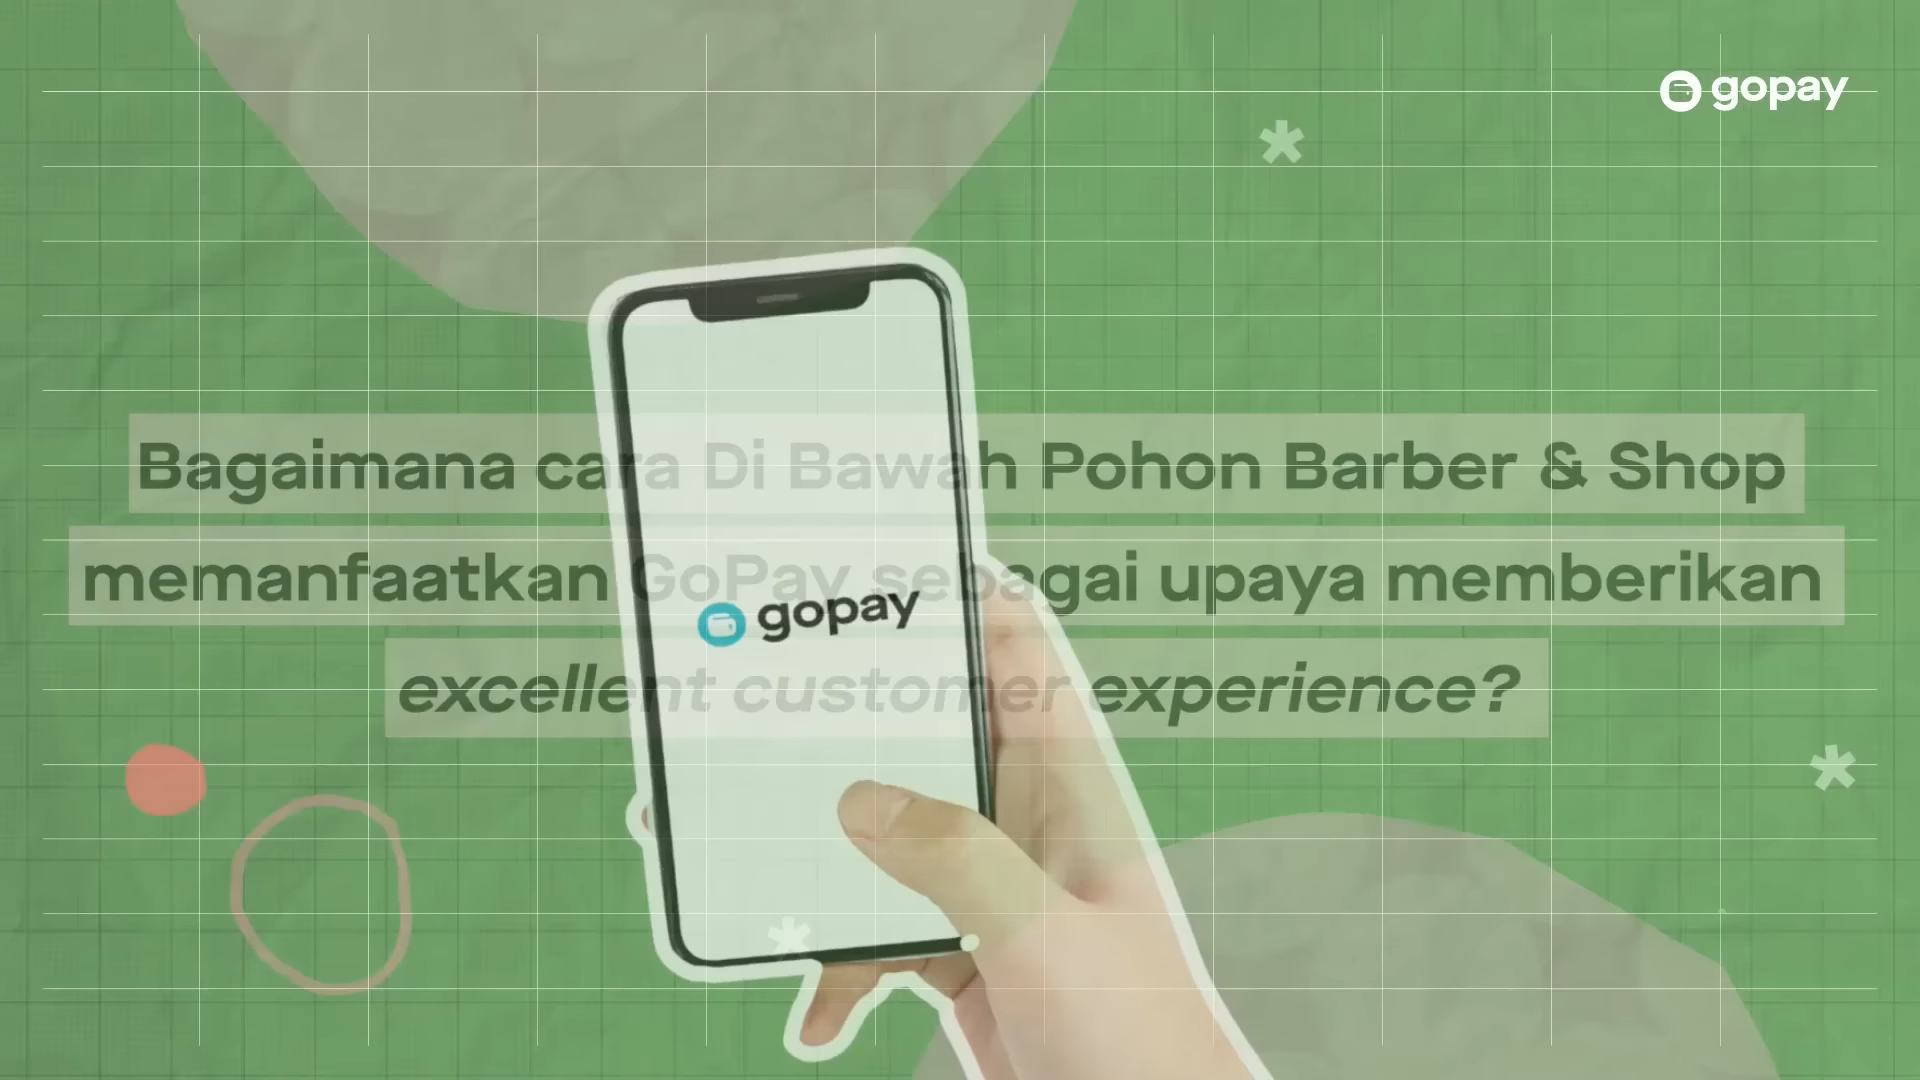 gopay
Bagaimana cara Di Bawah Pohon Barber & Shop
memanfaatkan GoPay sebagai upaya memberikan
gopay
excellent customer experience?